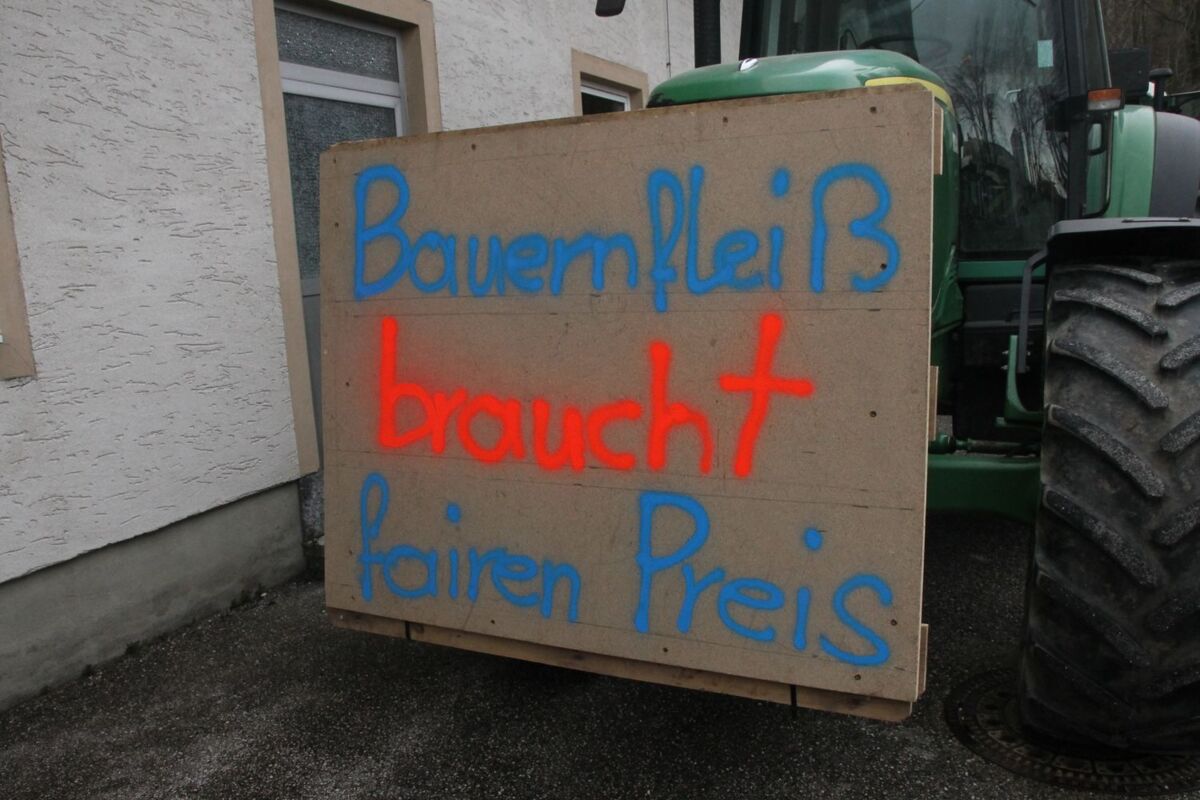 Bauernfleiß
braucht
fairen Preis